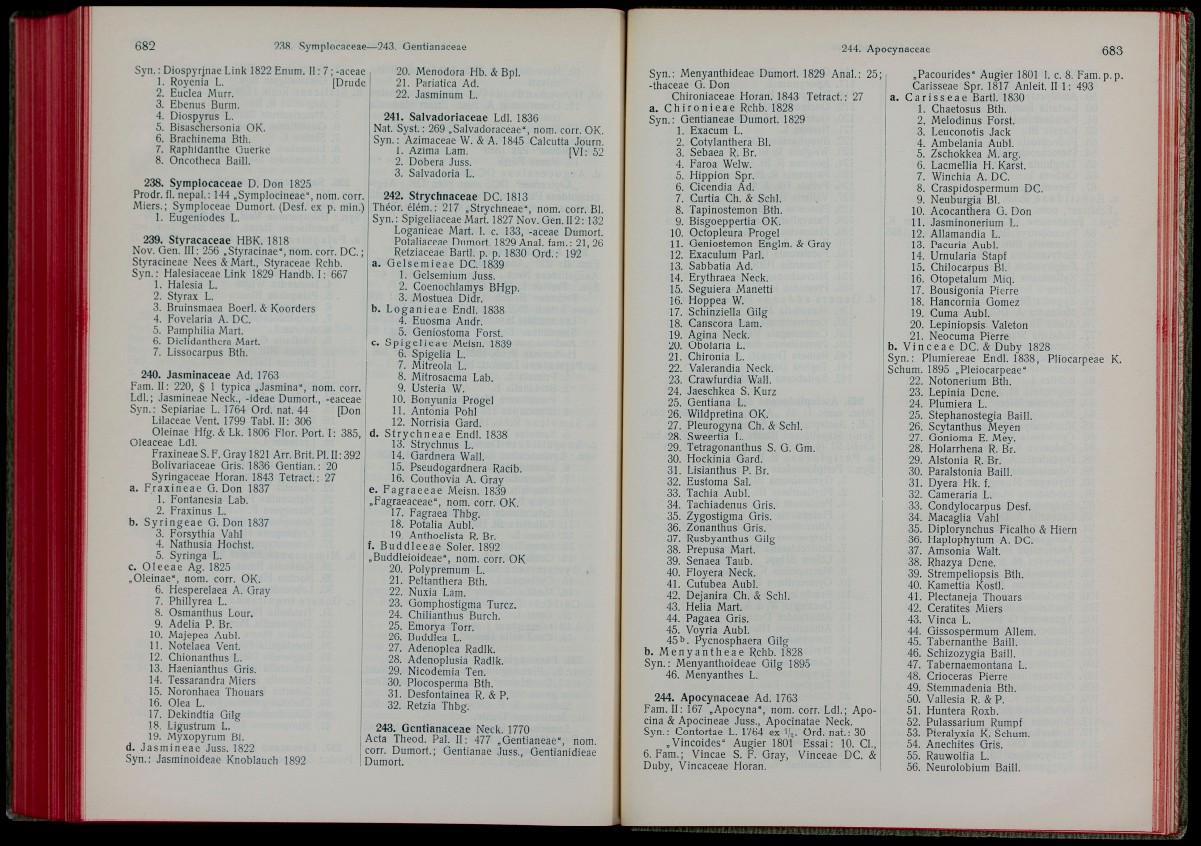 682
238. Symplocaceae—243. Gentianaceae
Syn.: Diospyrjnae Link 1822 Enum. II: 7; -aceae
1. Royenia L. [Drude
2. Euclea Murr.
3. Ebenus Burm.
4. Diospyrus L.
5. Bisaschersonia OK.
6. Brachinema Bth.
7. Raphidanthe Guerke
8. Oncotheca Baill.
238. Symplocaceae D. Don 1825
Prodr. fl. nepal.: 144 „Symplocineae“, nom. corr.
Miers.; Symploceae Dumort. (Desf. ex p. min.)
1. Eugeniodes L.
239. Styracaceae HBK. 1818
Nov. Gen. III: 256 „Styracinae“, nom. corr. DC.;
Styracineae Nees & Mart., Styraceae Rchb.
Syn.: Halesiaceae Link 1829 Handb. I: 667
1. Halesia L.
2. Styrax L.
3. Bruinsmaea Boerl. & Koorders
4. Fovelaria A. DC.
5. Pamphilia Mart.
6. Diclidanthera Mart.
7. Lissocarpus Bth.
240. Jasminaceae Ad. 1763
Fam. II: 220, § 1 typica „Jasmina“, nom. corr.
Ldl.; Jasmineae Neck., -ideae Dumort., -eaceae
Syn.: Sepiariae L. 1764 Ord. nat. 44 [Don
Lilaceae Vent. 1799 Tabl. II: 306
Oleinae Hfg. & Lk. 1806 Flor. Port. I: 385,
Oleaceae Ldl.
Fraxineae S. F. Gray 1821 Arr. Brit. Pl. II: 392
Bolivariaceae Gris. 1836 Gentian.: 20
Syringaceae Horan. 1843 Tetract.: 27
a. Fraxineae G. Don 1837
1. Fontanesia Lab.
2. Fraxinus L.
b. Syringeae G. Don 1837
3. Forsythia Vahl
4. Nathusia Hochst.
5. Syringa L.
c. Oleeae Ag. 1825
„Oleinae“, nom. corr. OK.
6. Hesperelaea A. Gray
7. Phillyrea L.
8. Osmanthus Lour.
9. Adelia P. Br.
10. Majepea Aubl.
11. Notelaea Vent.
12. Chionanthus L.
13. Haenianthus Gris.
14. Tessarandra Miers
15. Noronhaea Thouars
16. Olea L.
17. Dekindtia Gilg
18. Ligustrum L.
19. Myxopyrum Bl.
d. Jasmineae Juss. 1822
Syn.: Jasminoideae Knoblauch 1892
20. Menodora Hb. & Bpl.
21. Pariatica Ad.
22. Jasminum L.
241. Salvadoriaceae Ldl. 1836
Nat. Syst.: 269 „Salvadoraceae“, nom. corr. OK.
Syn.: Azimaceae W. & A. 1845 Calcutta Journ.
1. Azima Lam. [VI: 52
2. Dobera Juss.
3. Salvadoria L.
242. Strychnaceae DC. 1813
Théor. élém.: 217 „Strychneae“, nom. corr. Bl.
Syn.: Spigeliaceae Mart. 1827 Nov. Gen. II 2: 132
Loganieae Mart. l. c. 133, -aceae Dumort.
Potaliaceae Dumort. 1829 Anal. fam.: 21, 26
Retziaceae Bartl. p. p. 1830 Ord.: 192
a. Gelsemieae DC. 1839
1. Gelsemium Juss.
2. Coenochlamys BHgp.
3. Mostuea Didr.
b. Loganieae Endl. 1838
4. Euosma Andr.
5. Geniostoma Forst.
c. Spigelieae Meisn. 1839
6. Spigelia L.
7. Mitreola L.
8. Mitrosacma Lab.
9. Usteria W.
10. Bonyunia Progel
11. Antonia Pohl
12. Norrisia Gard.
d. Strychneae Endl. 1838
13. Strychnus L.
14. Gardnera Wall.
15. Pseudogardnera Racib.
16. Couthovia A. Gray
e. Fagraeeae Meisn. 1839
„Fagraeaceae“, nom. corr. OK.
17. Fagraea Thbg.
18. Potalia Aubl.
19. Anthoclista R. Br.
f. Buddleeae Soler. 1892
„Buddleioideae“, nom. corr. OK
20. Polypremum L.
21. Peltanthera Bth.
22. Nuxia Lam.
23. Gomphostigma Turcz.
24. Chilianthus Burch.
25. Emorya Torr.
26. Buddlea L.
27. Adenoplea Radlk.
28. Adenoplusia Radlk.
29. Nicodemia Ten.
30. Plocosperma Bth.
31. Desfontainea R. & P.
32. Retzia Thbg.
243. Gentianaceae Neck. 1770
Acta Theod. Pal. II: 477 „Gentianeae“, nom.
corr. Dumort.; Gentianae Juss., Gentianidieae
Dumort.
244. Apocynaceae
683
Syn.: Menyanthideae Dumort. 1829 Anal.: 25;
-thaceae G. Don
Chironiaceae Horan. 1843 Tetract.: 27
a. Chironieae Rchb. 1828
Syn.: Gentianeae Dumort. 1829
1. Exacum L.
2. Cotylanthera Bl.
3. Sebaea R. Br.
4. Faroa Welw.
5. Hippion Spr.
6. Cicendia Ad.
7. Curtia Ch. & Schl.
8. Tapinostemon Bth.
9. Bisgoeppertia OK.
10. Octopleura Progel
11. Geniostemon Englm. & Gray
12. Exaculum Parl.
13. Sabbatia Ad.
14. Erythraea Neck.
15. Seguiera Manetti
16. Hoppea W.
17. Schinziella Gilg
18. Canscora Lam.
19. Agina Neck.
20. Obolaria L.
21. Chironia L.
22. Valerandia Neck.
23. Crawfurdia Wall.
24. Jaeschkea S. Kurz
25. Gentiana L.
26. Wildpretina OK.
27. Pleurogyna Ch. & Schl.
28. Sweertia L.
29. Tetragonanthus S. G. Gm.
30. Hockinia Gard.
31. Lisianthus P. Br.
32. Eustoma Sal.
33. Tachia Aubl.
34. Tachiadenus Gris.
35. Zygostigma Gris.
36. Zonanthus Gris.
37. Rusbyanthus Gilg
38. Prepusa Mart.
39. Senaea Taub.
40. Floyera Neck.
41. Cutubea Aubl.
42. Dejanira Ch. & Schl.
43. Helia Mart.
44. Pagaea Gris.
45. Voyria Aubl.
45b. Pycnosphaera Gilg
b. Menyantheae Rchb. 1828
Syn.: Menyanthoideae Gilg 1895
46. Menyanthes L.
244. Apocynaceae Ad. 1763
Fam. II: 167 „Apocyna“, nom. corr. Ldl.; Apo-
cina & Apocineae Juss., Apocinatae Neck.
Syn.: Contortae L. 1764 ex ½. Ord. nat.: 30
„Vincoides“ Augier 1801 Essai: 10. Cl.,
6. Fam.; Vincae S. F. Gray, Vinceae DC. &
Duby, Vincaceae Horan.
„Pacourides“ Augier 1801 l. c. 8. Fam. p. p.
Carisseae Spr. 1817 Anleit. II 1: 493
a. Carisseae Bartl. 1830
1. Chaetosus Bth.
2. Melodinus Forst.
3. Leuconotis Jack
4. Ambelania Aubl.
5. Zschokkea M. arg.
6. Lacmellia H. Karst.
7. Winchia A. DC.
8. Craspidospermum DC.
9. Neuburgia Bl.
10. Acocanthera G. Don
11. Jasminonerium L.
12. Allamandia L.
13. Pacuria Aubl.
14. Urnularia Stapf
15. Chilocarpus Bl.
16. Otopetalum Miq.
17. Bousigonia Pierre
18. Hancornia Gomez
19. Cuma Aubl.
20. Lepiniopsis Valeton
21. Neocuma Pierre
b. Vinceae DC. & Duby 1828
Syn.: Plumiereae Endl. 1838, Pliocarpeae K.
Schum. 1895 „Pleiocarpeae“
22. Notonerium Bth.
23. Lepinia Dcne.
24. Plumiera L.
25. Stephanostegia Baill.
26. Scytanthus Meyen
27. Gonioma E. Mey.
28. Holarrhena R. Br.
29. Alstonia R. Br.
30. Paralstonia Baill.
31. Dyera Hk. f.
32. Cameraria L.
33. Condylocarpus Desf.
34. Macaglia Vahl
35. Diplorynchus Ficalho & Hiern
36. Haplophytum A. DC.
37. Amsonia Walt.
38. Rhazya Dcne.
39. Strempeliopsis Bth.
40. Kamettia Kostl.
41. Plectaneja Thouars
42. Ceratites Miers
43. Vinca L.
44. Gissospermum Allem.
45. Tabernanthe Baill.
46. Schizozygia Baill.
47. Tabernaemontana L.
48. Crioceras Pierre
49. Stemmadenia Bth.
50. Vallesia R. & P.
51. Huntera Roxb.
52. Pulassarium Rumpf
53. Pteralyxia K. Schum.
54. Anechites Gris.
55. Rauwolfia L.
56. Neurolobium Baill.